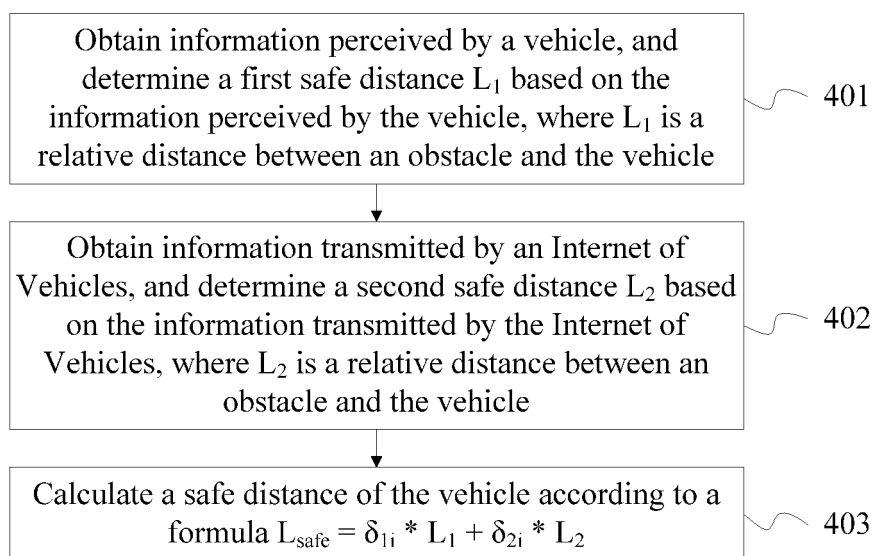 Obtain information perceived by a vehicle, and
determine a first safe distance L₁ based on the
information perceived by the vehicle, where L₁ is a
relative distance between an obstacle and the vehicle
401
Obtain information transmitted by an Internet of
Vehicles, and determine a second safe distance L₂ based
on the information transmitted by the Internet of
Vehicles, where L₂ is a relative distance between an
obstacle and the vehicle
402
Calculate a safe distance of the vehicle according to a
formula Lsafe = δ₁ᵢ * L₁ + δ₂ᵢ * L₂
403